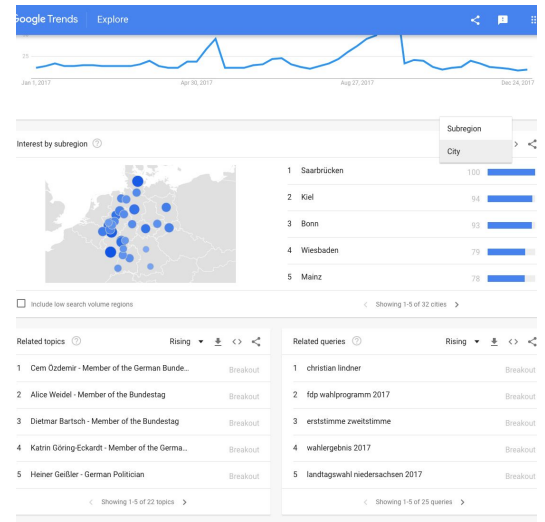 Google Trends Explore
25
Jan 1, 2017 Apr 30, 2017 Aug 27, 2017 Dec 24, 2017
Subregion
City
Interest by subregion
1 Saarbrücken 100
2 Kiel 94
3 Bonn 93
4 Wiesbaden 79
5 Mainz 78
Include low search volume regions
Showing 1-5 of 32 cities
Related topics Rising
1 Cem Özdemir - Member of the German Bunde... Breakout
2 Alice Weidel - Member of the Bundestag Breakout
3 Dietmar Bartsch - Member of the Bundestag Breakout
4 Katrin Göring-Eckardt - Member of the Germa... Breakout
5 Heiner Geißler - German Politician Breakout
Showing 1-5 of 22 topics
Related queries Rising
1 christian lindner Breakout
2 fdp wahlprogramm 2017 Breakout
3 erststimme zweitstimme Breakout
4 wahlergebnis 2017 Breakout
5 landtagswahl niedersachsen 2017 Breakout
Showing 1-5 of 25 queries